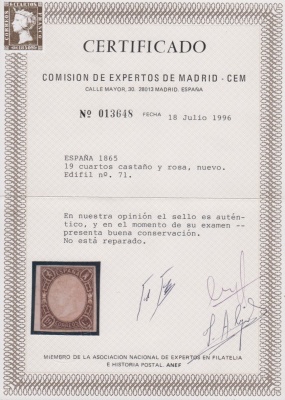 CERTIFICADO
COMISION DE EXPERTOS DE MADRID - CEM
CALLE MAYOR, 30. 28013 MADRID. ESPAÑA
Nº 013648 FECHA 18 Julio 1996
ESPAÑA 1865
19 cuartos castaño y rosa, nuevo.
Edifil nº. 71.
En nuestra opinión el sello es autén-
tico, y en el momento de su examen --
presenta buena conservación.
No está reparado.
MIEMBRO DE LA ASOCIACION NACIONAL DE EXPERTOS EN FILATELIA
E HISTORIA POSTAL. ANEF